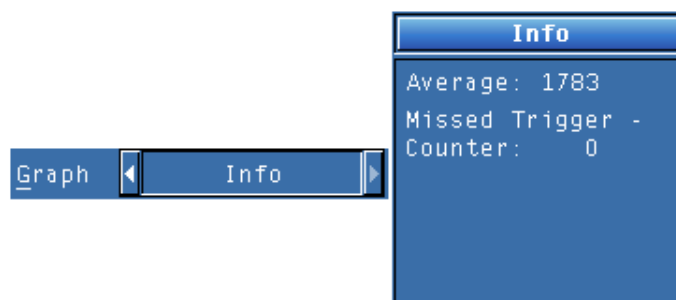 Info
Average: 1783
Missed Trigger -
Counter: 0
Graph
Info